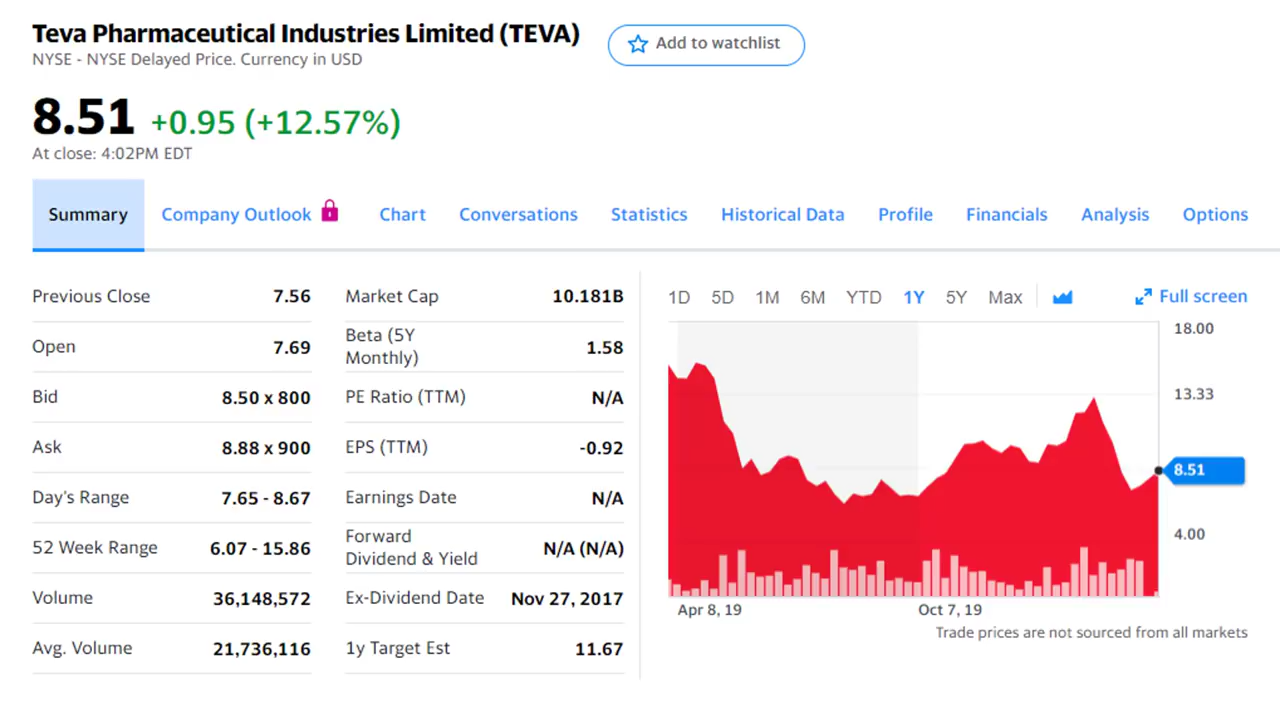 Teva Pharmaceutical Industries Limited (TEVA)
Add to watchlist
NYSE - NYSE Delayed Price. Currency in USD
8.51 +0.95 (+12.57%)
At close: 4:02PM EDT
Summary Company Outlook Chart Conversations Statistics Historical Data Profile Financials Analysis Options
Previous Close 7.56
Open 7.69
Bid 8.50 x 800
Ask 8.88 x 900
Day's Range 7.65 - 8.67
52 Week Range 6.07 - 15.86
Volume 36,148,572
Avg. Volume 21,736,116
Market Cap 10.181B
Beta (5Y
Monthly) 1.58
PE Ratio (TTM) N/A
EPS (TTM) -0.92
Earnings Date N/A
Forward
Dividend & Yield N/A (N/A)
Ex-Dividend Date Nov 27, 2017
1y Target Est 11.67
1D 5D 1M 6M YTD 1Y 5Y Max Full screen
18.00
13.33
8.51
4.00
Apr 8, 19 Oct 7, 19
Trade prices are not sourced from all markets